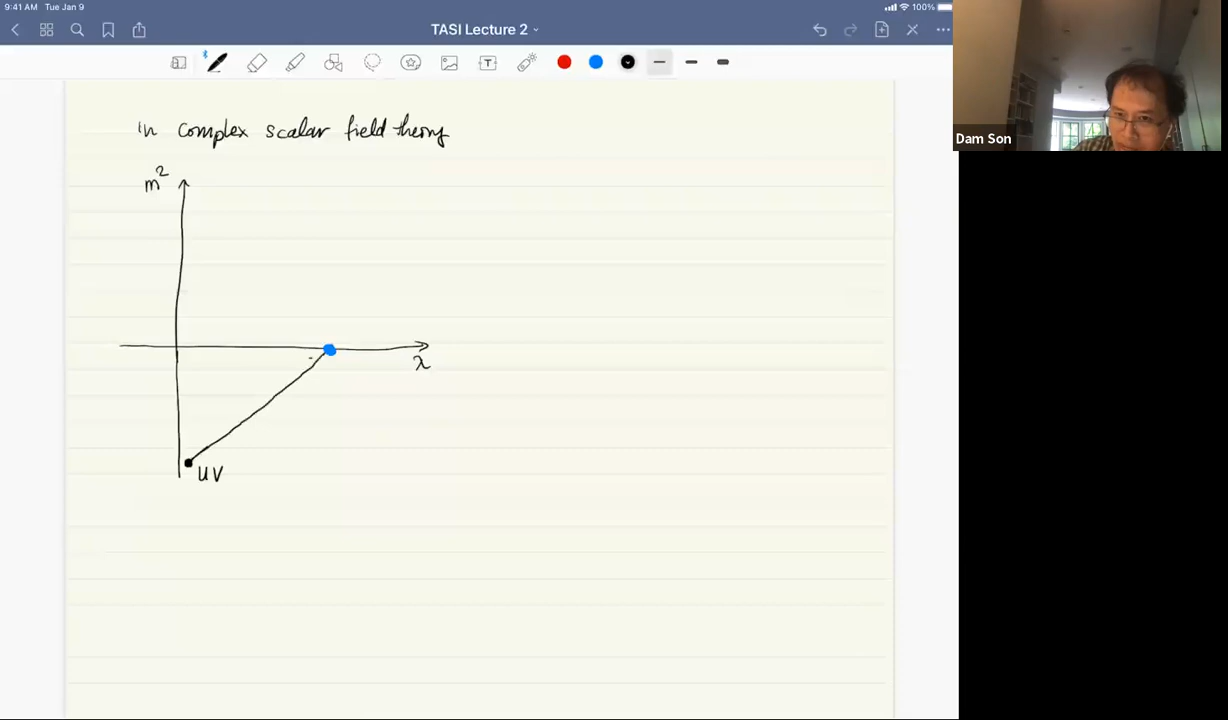 9:41 AM Tue Jan 9
100%
TASI Lecture 2
T
Dam Son
In complex scalar field theory
m²
λ
UV